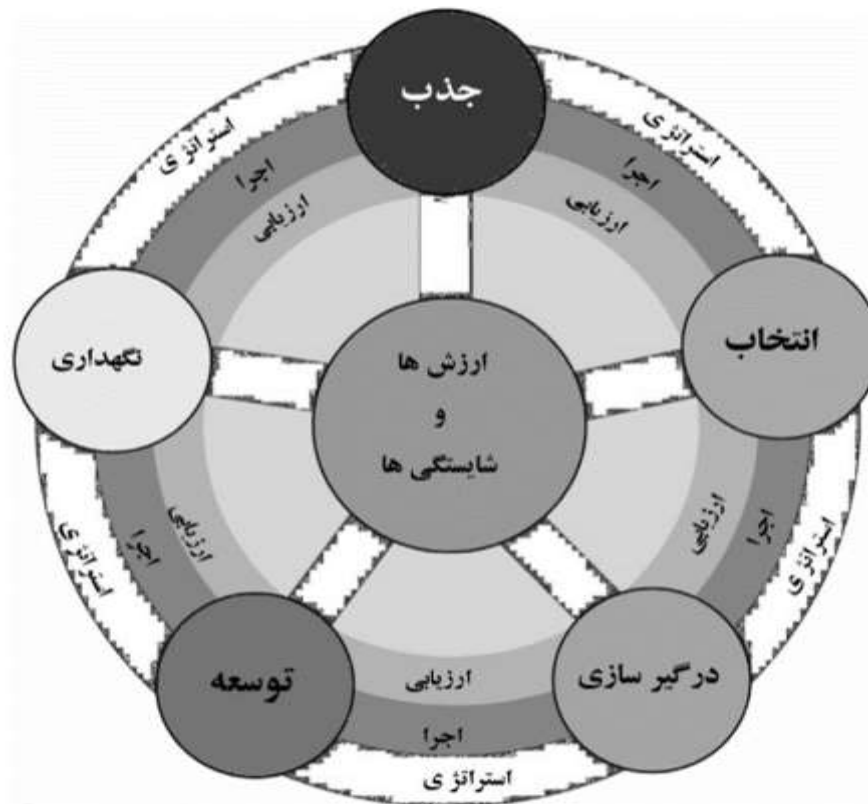 جذب
استراتژی
اجرا
ارزیابی
استراتژی
اجرا
ارزیابی
انتخاب
نگهداری
ارزش ها
و
شایستگی ها
استراتژی
اجرا
ارزیابی
استراتژی
اجرا
ارزیابی
درگیر سازی
توسعه
ارزیابی
اجرا
استراتژی